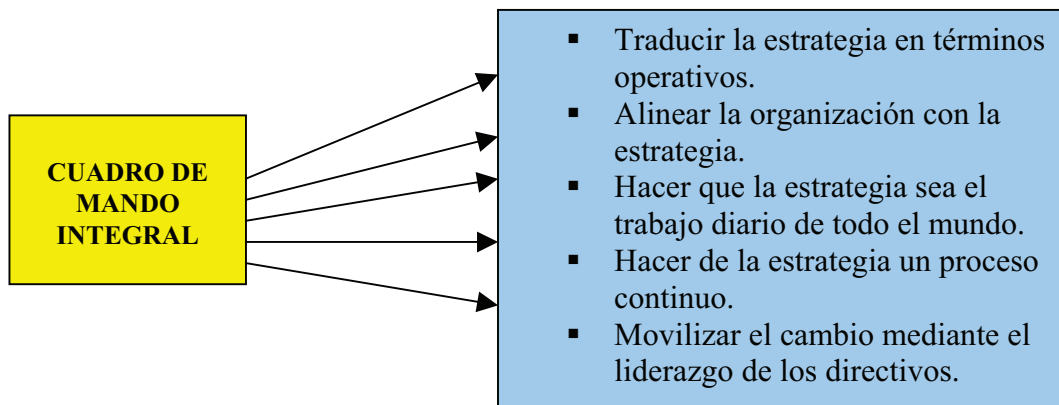 CUADRO DE
MANDO
INTEGRAL
▪ Traducir la estrategia en términos
operativos.
▪ Alinear la organización con la
estrategia.
▪ Hacer que la estrategia sea el
trabajo diario de todo el mundo.
▪ Hacer de la estrategia un proceso
continuo.
▪ Movilizar el cambio mediante el
liderazgo de los directivos.